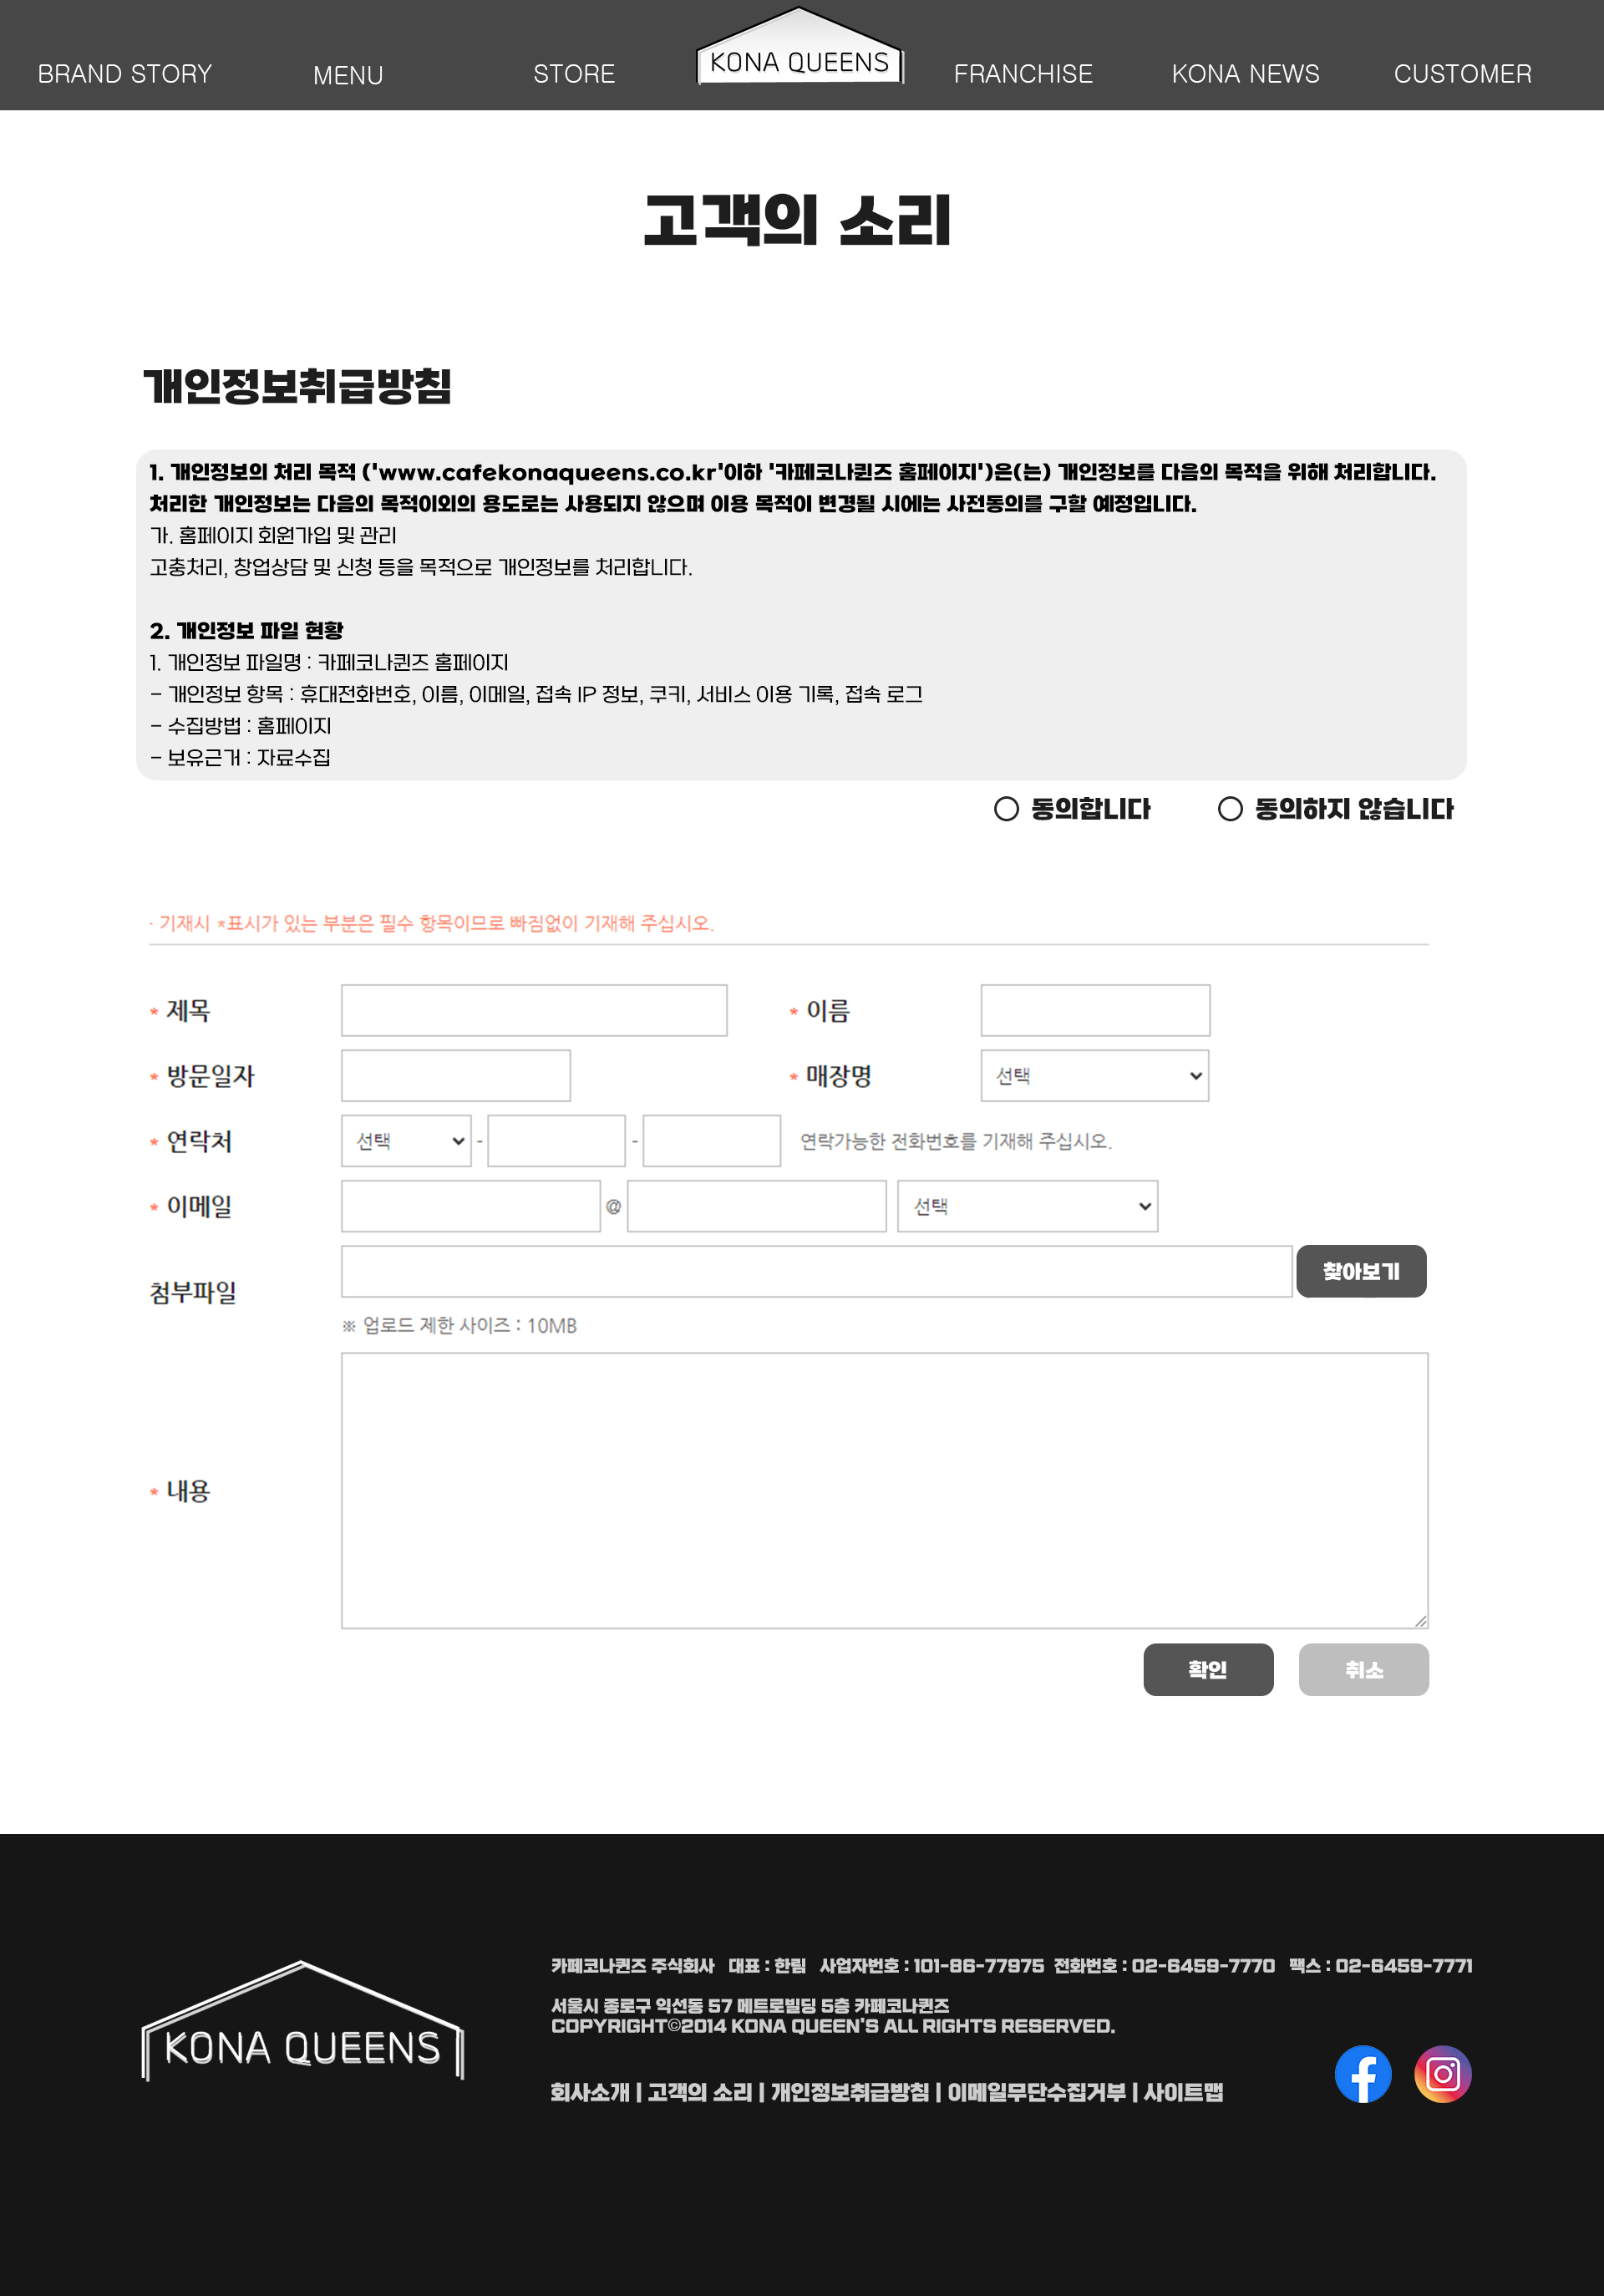 BRAND STORY MENU STORE KONA QUEENS FRANCHISE KONA NEWS CUSTOMER
고객의 소리
개인정보취급방침
1. 개인정보의 처리 목적 ('www.cafekonaqueens.co.kr'이하 '카페코나퀸즈 홈페이지')은(는) 개인정보를 다음의 목적을 위해 처리합니다.
처리한 개인정보는 다음의 목적이외의 용도로는 사용되지 않으며 이용 목적이 변경될 시에는 사전동의를 구할 예정입니다.
가. 홈페이지 회원가입 및 관리
고충처리, 창업상담 및 신청 등을 목적으로 개인정보를 처리합니다.
2. 개인정보 파일 현황
1. 개인정보 파일명 : 카페코나퀸즈 홈페이지
- 개인정보 항목 : 휴대전화번호, 이름, 이메일, 접속 IP 정보, 쿠키, 서비스 이용 기록, 접속 로그
- 수집방법 : 홈페이지
- 보유근거 : 자료수집
동의합니다 동의하지 않습니다
· 기재시 *표시가 있는 부분은 필수 항목이므로 빠짐없이 기재해 주십시오.
* 제목 * 이름
* 방문일자 * 매장명 선택
* 연락처 선택 - - 연락가능한 전화번호를 기재해 주십시오.
* 이메일 @ 선택
첨부파일 찾아보기
※ 업로드 제한 사이즈 : 10MB
* 내용
확인 취소
카페코나퀸즈 주식회사 대표 : 한림 사업자번호 : 101-86-77975 전화번호 : 02-6459-7770 팩스 : 02-6459-7771
서울시 종로구 익선동 57 메트로빌딩 5층 카페코나퀸즈
COPYRIGHT©2014 KONA QUEEN'S ALL RIGHTS RESERVED.
KONA QUEENS
회사소개 | 고객의 소리 | 개인정보취급방침 | 이메일무단수집거부 | 사이트맵